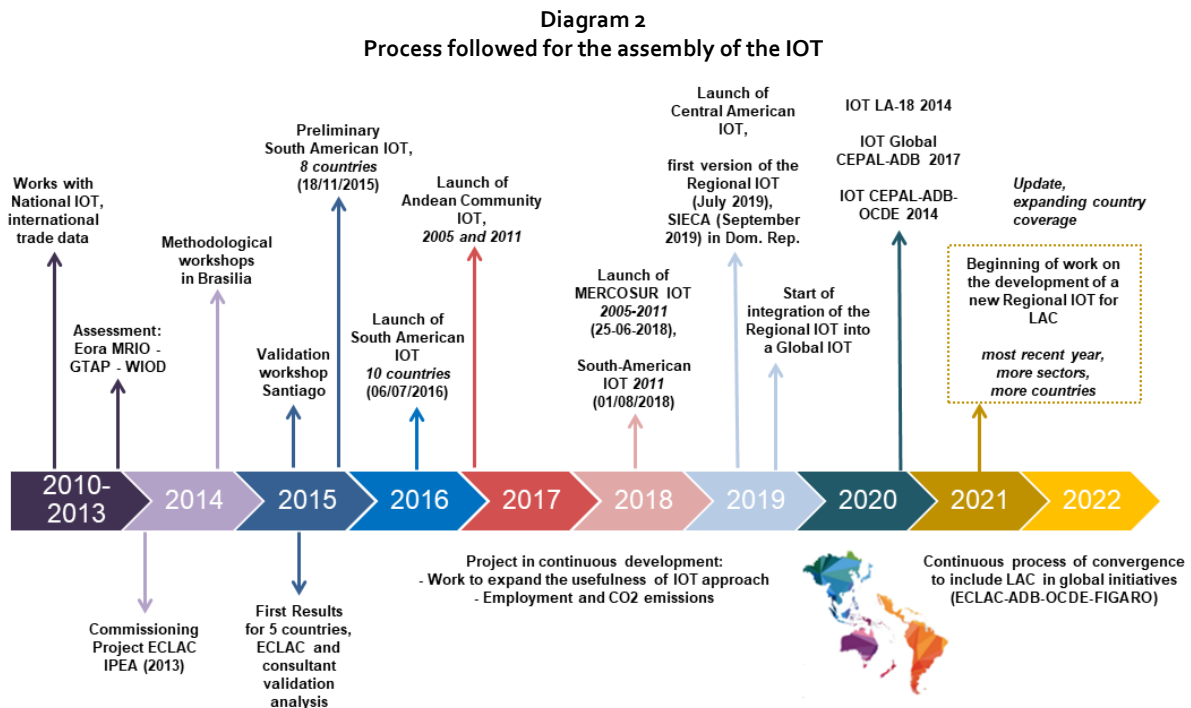 Diagram 2
Process followed for the assembly of the IOT
Works with
National IOT,
international
trade data
Assessment:
Eora MRIO -
GTAP - WIOD
Methodological
workshops
in Brasilia
Validation
workshop
Santiago
Preliminary
South American IOT,
8 countries
(18/11/2015)
Launch of
South American
IOT
10 countries
(06/07/2016)
Launch of
Andean Community
IOT,
2005 and 2011
Launch of
MERCOSUR IOT
2005-2011
(25-06-2018),
South-American
IOT 2011
(01/08/2018)
Launch of
Central American
IOT,
first version of the
Regional IOT
(July 2019),
SIECA (September
2019) in Dom. Rep.
Start of
integration of the
Regional IOT into
a Global IOT
IOT LA-18 2014
IOT Global
CEPAL-ADB 2017
IOT CEPAL-ADB-
OCDE 2014
Update,
expanding country
coverage
Beginning of work on
the development of a
new Regional IOT for
LAC
most recent year,
more sectors,
more countries
2010-
2013
2014
2015
2016
2017
2018
2019
2020
2021
2022
Commissioning
Project ECLAC
IPEA (2013)
First Results
for 5 countries,
ECLAC and
consultant
validation
analysis
Project in continuous development:
- Work to expand the usefulness of IOT approach
- Employment and CO2 emissions
Continuous process of convergence
to include LAC in global initiatives
(ECLAC-ADB-OCDE-FIGARO)